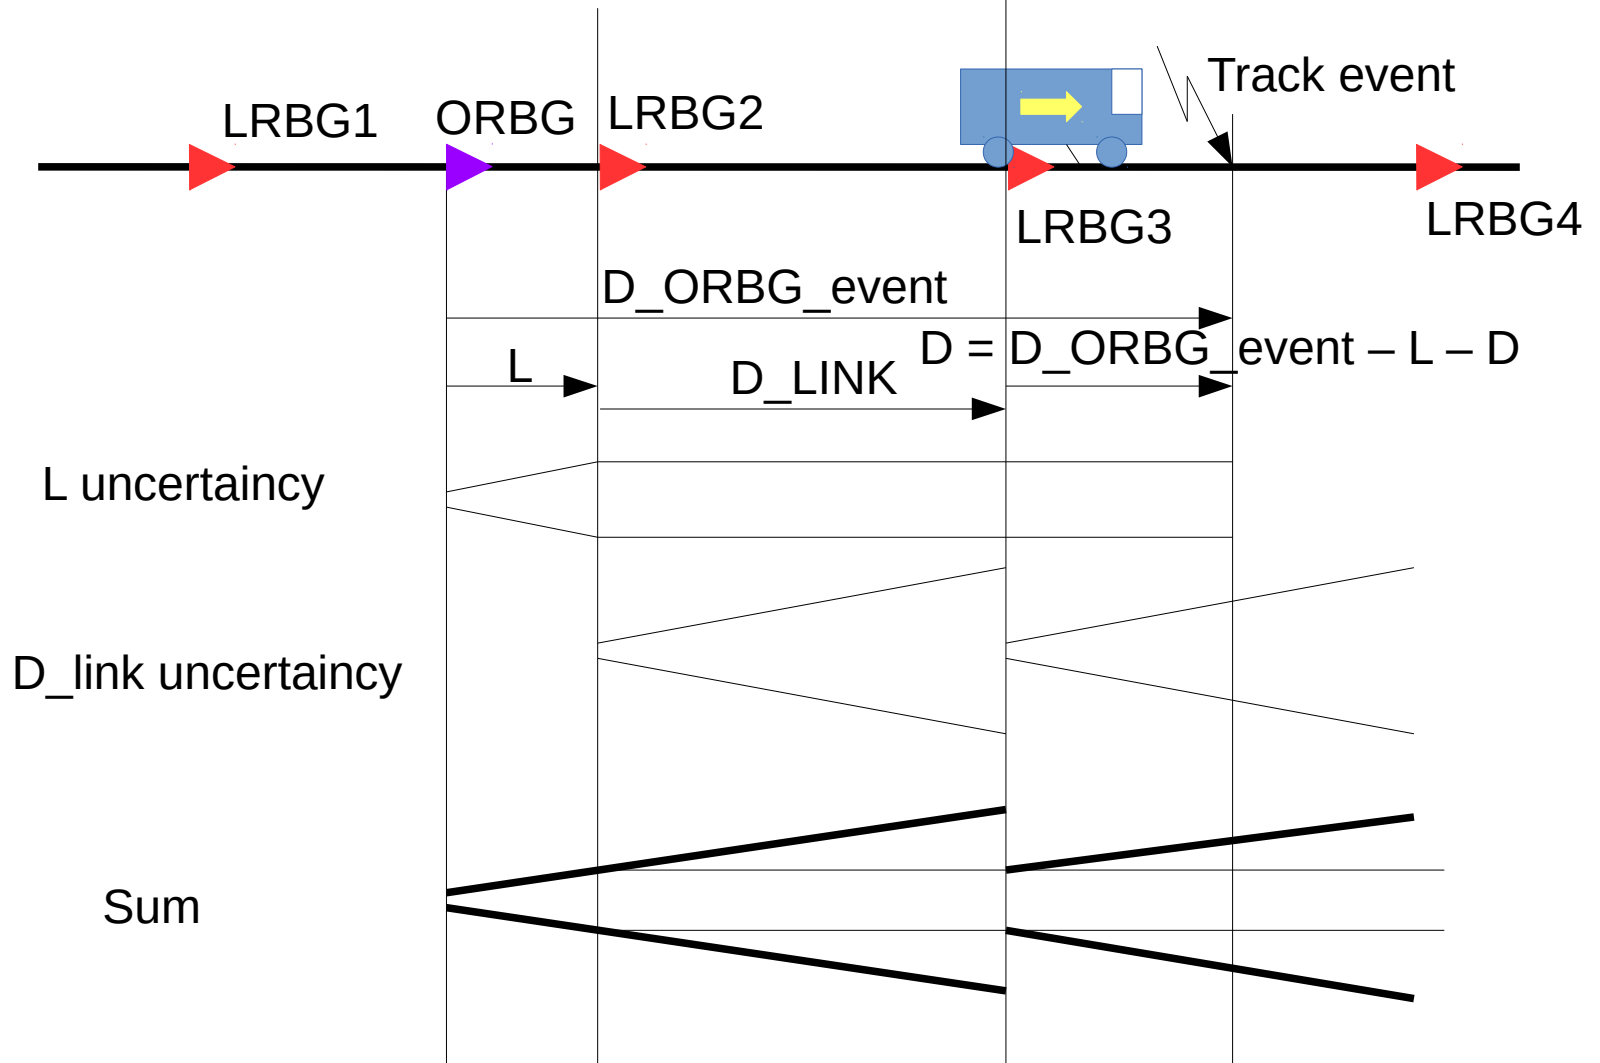 Track event
LRBG1
ORBG
LRBG2
LRBG3
LRBG4
D_ORBG_event
D = D_ORBG_event – L – D
L
D_LINK
L uncertaincy
D_link uncertaincy
Sum